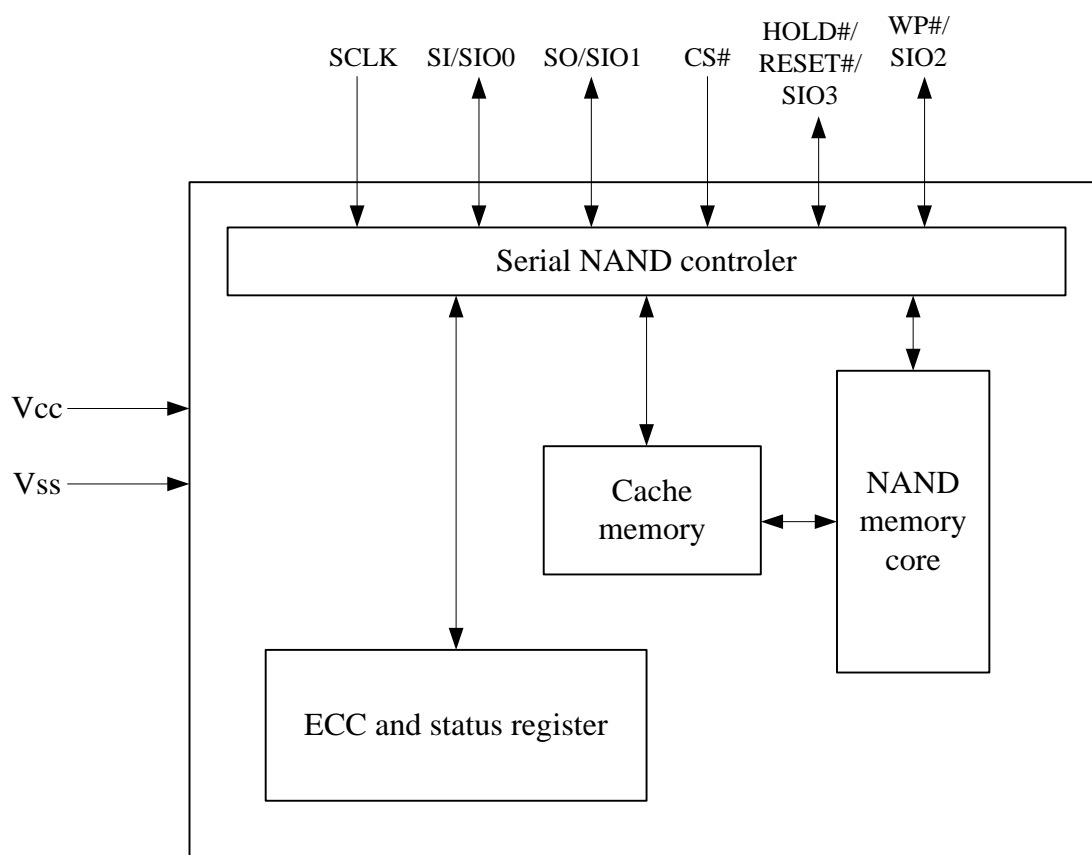 SCLK
SI/SIO0
SO/SIO1
CS#
HOLD#/
RESET#/
SIO3
WP#/
SIO2
Serial NAND controler
Vcc
Vss
Cache
memory
NAND
memory
core
ECC and status register